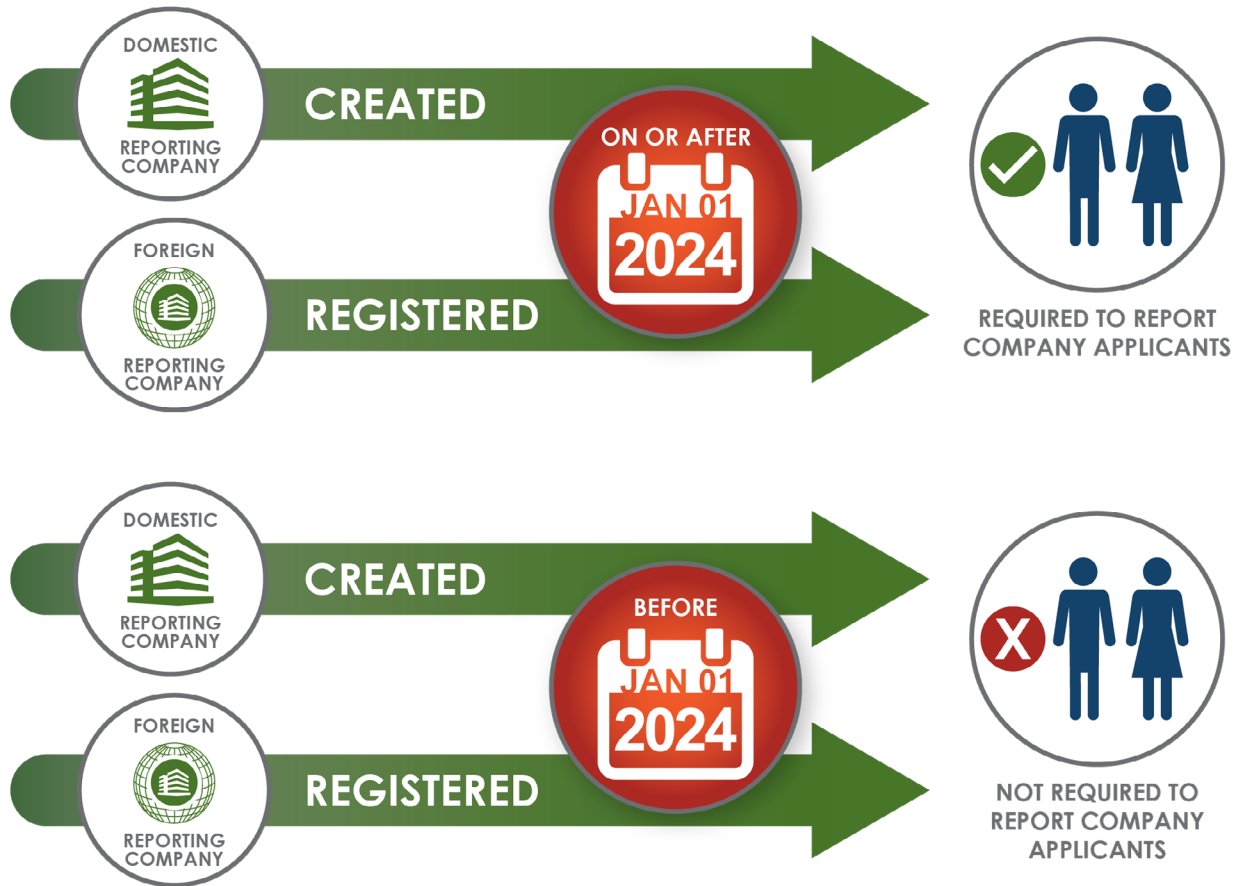 DOMESTIC
REPORTING
COMPANY
CREATED
FOREIGN
REPORTING
COMPANY
REGISTERED
ON OR AFTER
JAN 01
2024
REQUIRED TO REPORT
COMPANY APPLICANTS
DOMESTIC
REPORTING
COMPANY
CREATED
FOREIGN
REPORTING
COMPANY
REGISTERED
BEFORE
JAN 01
2024
X
NOT REQUIRED TO
REPORT COMPANY
APPLICANTS